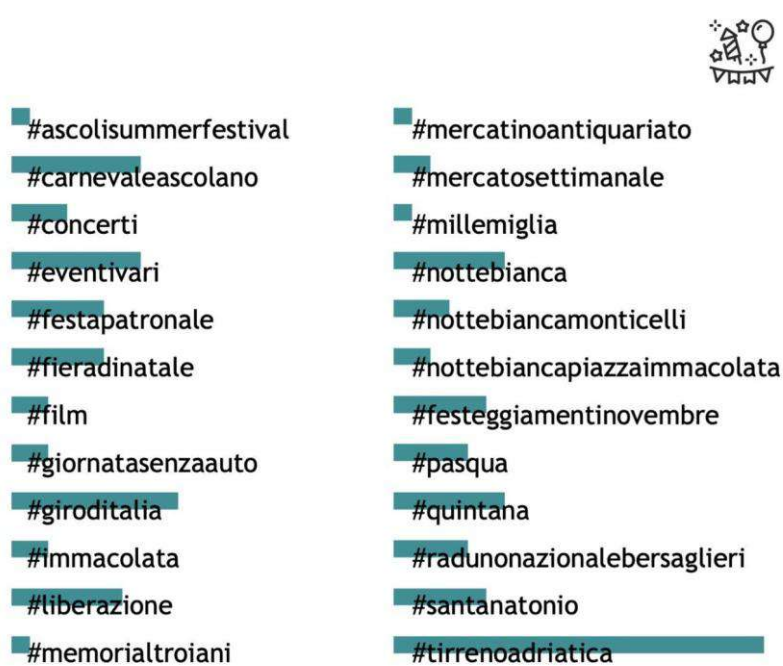 #ascolisummerfestival
#carnevaleascolano
#concerti
#eventivari
#festapatronale
#fieradinatale
#film
#giornatasenzaauto
#giroditalia
#immacolata
#liberazione
#memorialtroiani
#mercatinoantiquariato
#mercatosettimanale
#millemiglia
#nottebianca
#nottebiancamonticelli
#nottebiancapiazzaimmacolata
#festeggiamentinovembre
#pasqua
#quintana
#radunonazionalebersaglieri
#santanatonio
#tirrenoadriatica